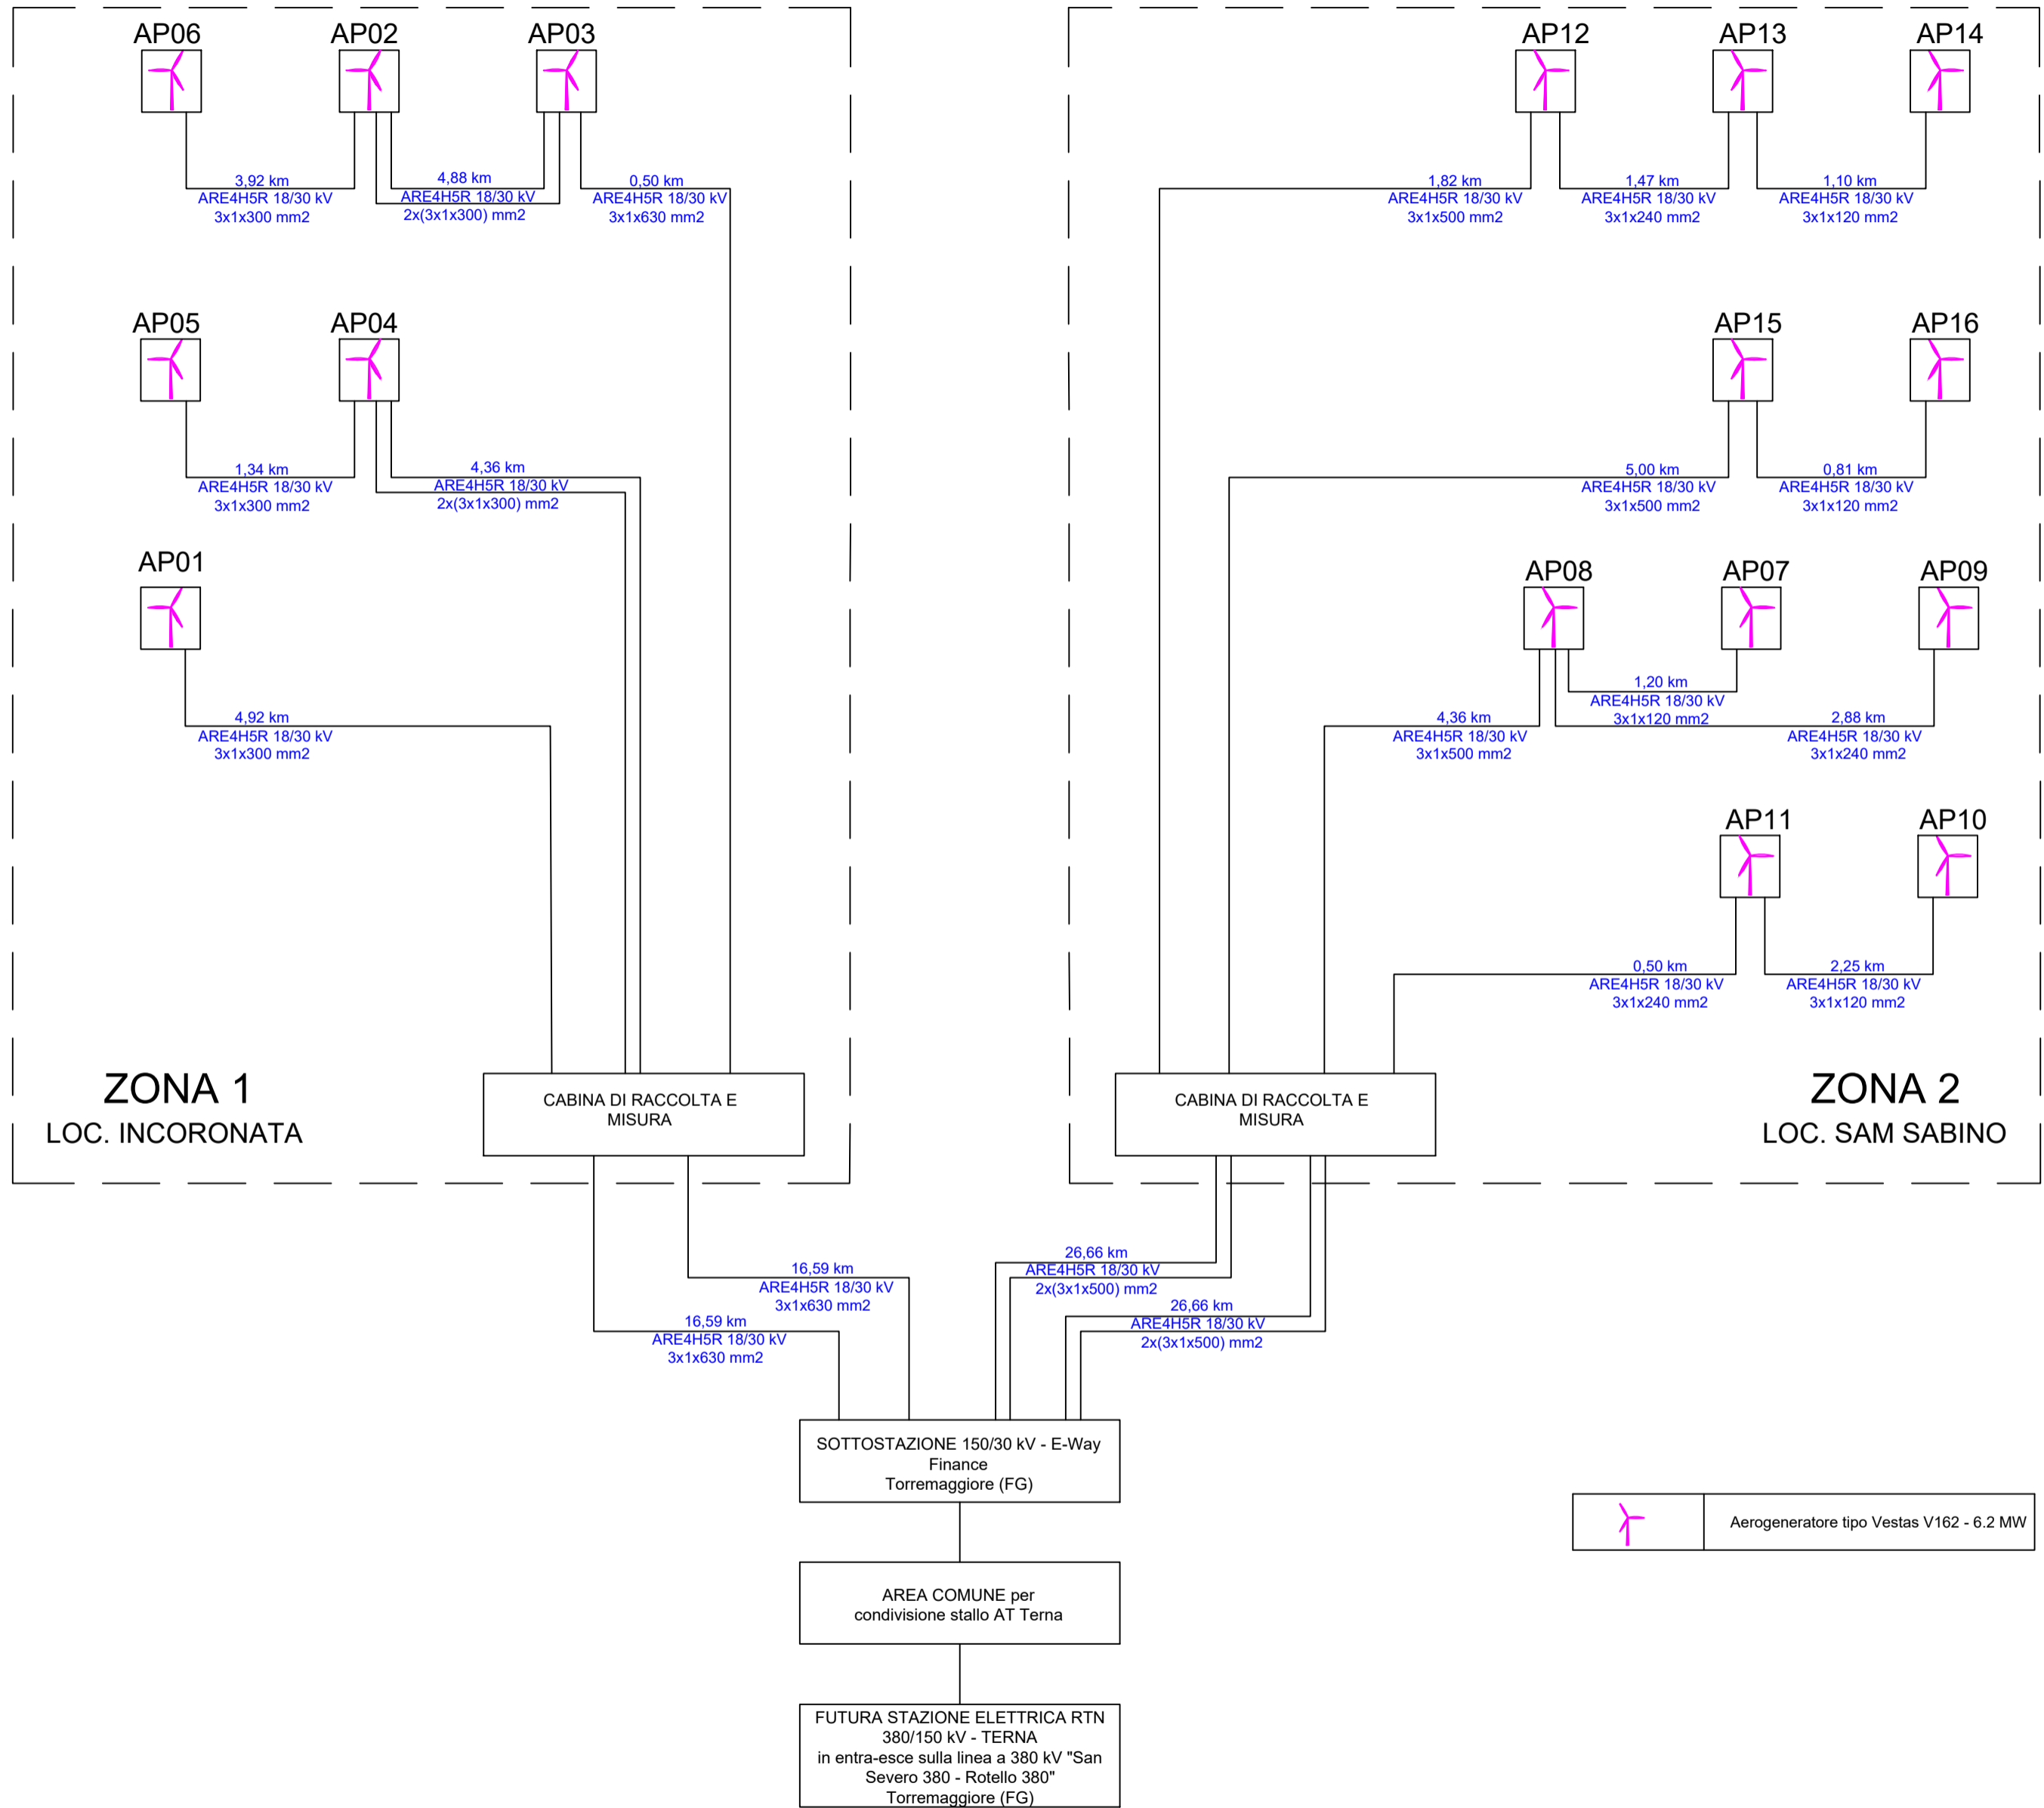 AP06
AP02
AP03
3,92 km
ARE4H5R 18/30 kV
3x1x300 mm2
4,88 km
ARE4H5R 18/30 kV
2x(3x1x300) mm2
0,50 km
ARE4H5R 18/30 kV
3x1x630 mm2
AP05
AP04
1,34 km
ARE4H5R 18/30 kV
3x1x300 mm2
4,36 km
ARE4H5R 18/30 kV
2x(3x1x300) mm2
AP01
4,92 km
ARE4H5R 18/30 kV
3x1x300 mm2
CABINA DI RACCOLTA E
MISURA
ZONA 1
LOC. INCORONATA
AP12
AP13
AP14
1,82 km
ARE4H5R 18/30 kV
3x1x500 mm2
1,47 km
ARE4H5R 18/30 kV
3x1x240 mm2
1,10 km
ARE4H5R 18/30 kV
3x1x120 mm2
AP15
AP16
5,00 km
ARE4H5R 18/30 kV
3x1x500 mm2
0,81 km
ARE4H5R 18/30 kV
3x1x120 mm2
AP08
AP07
AP09
4,36 km
ARE4H5R 18/30 kV
3x1x500 mm2
1,20 km
ARE4H5R 18/30 kV
3x1x120 mm2
2,88 km
ARE4H5R 18/30 kV
3x1x240 mm2
AP11
AP10
0,50 km
ARE4H5R 18/30 kV
3x1x240 mm2
2,25 km
ARE4H5R 18/30 kV
3x1x120 mm2
CABINA DI RACCOLTA E
MISURA
ZONA 2
LOC. SAM SABINO
16,59 km
ARE4H5R 18/30 kV
3x1x630 mm2
16,59 km
ARE4H5R 18/30 kV
3x1x630 mm2
26,66 km
ARE4H5R 18/30 kV
2x(3x1x500) mm2
26,66 km
ARE4H5R 18/30 kV
2x(3x1x500) mm2
SOTTOSTAZIONE 150/30 kV - E-Way
Finance
Torremaggiore (FG)
Aerogeneratore tipo Vestas V162 - 6.2 MW
AREA COMUNE per
condivisione stallo AT Terna
FUTURA STAZIONE ELETTRICA RTN
380/150 kV - TERNA
in entra-esce sulla linea a 380 kV "San
Severo 380 - Rotello 380"
Torremaggiore (FG)